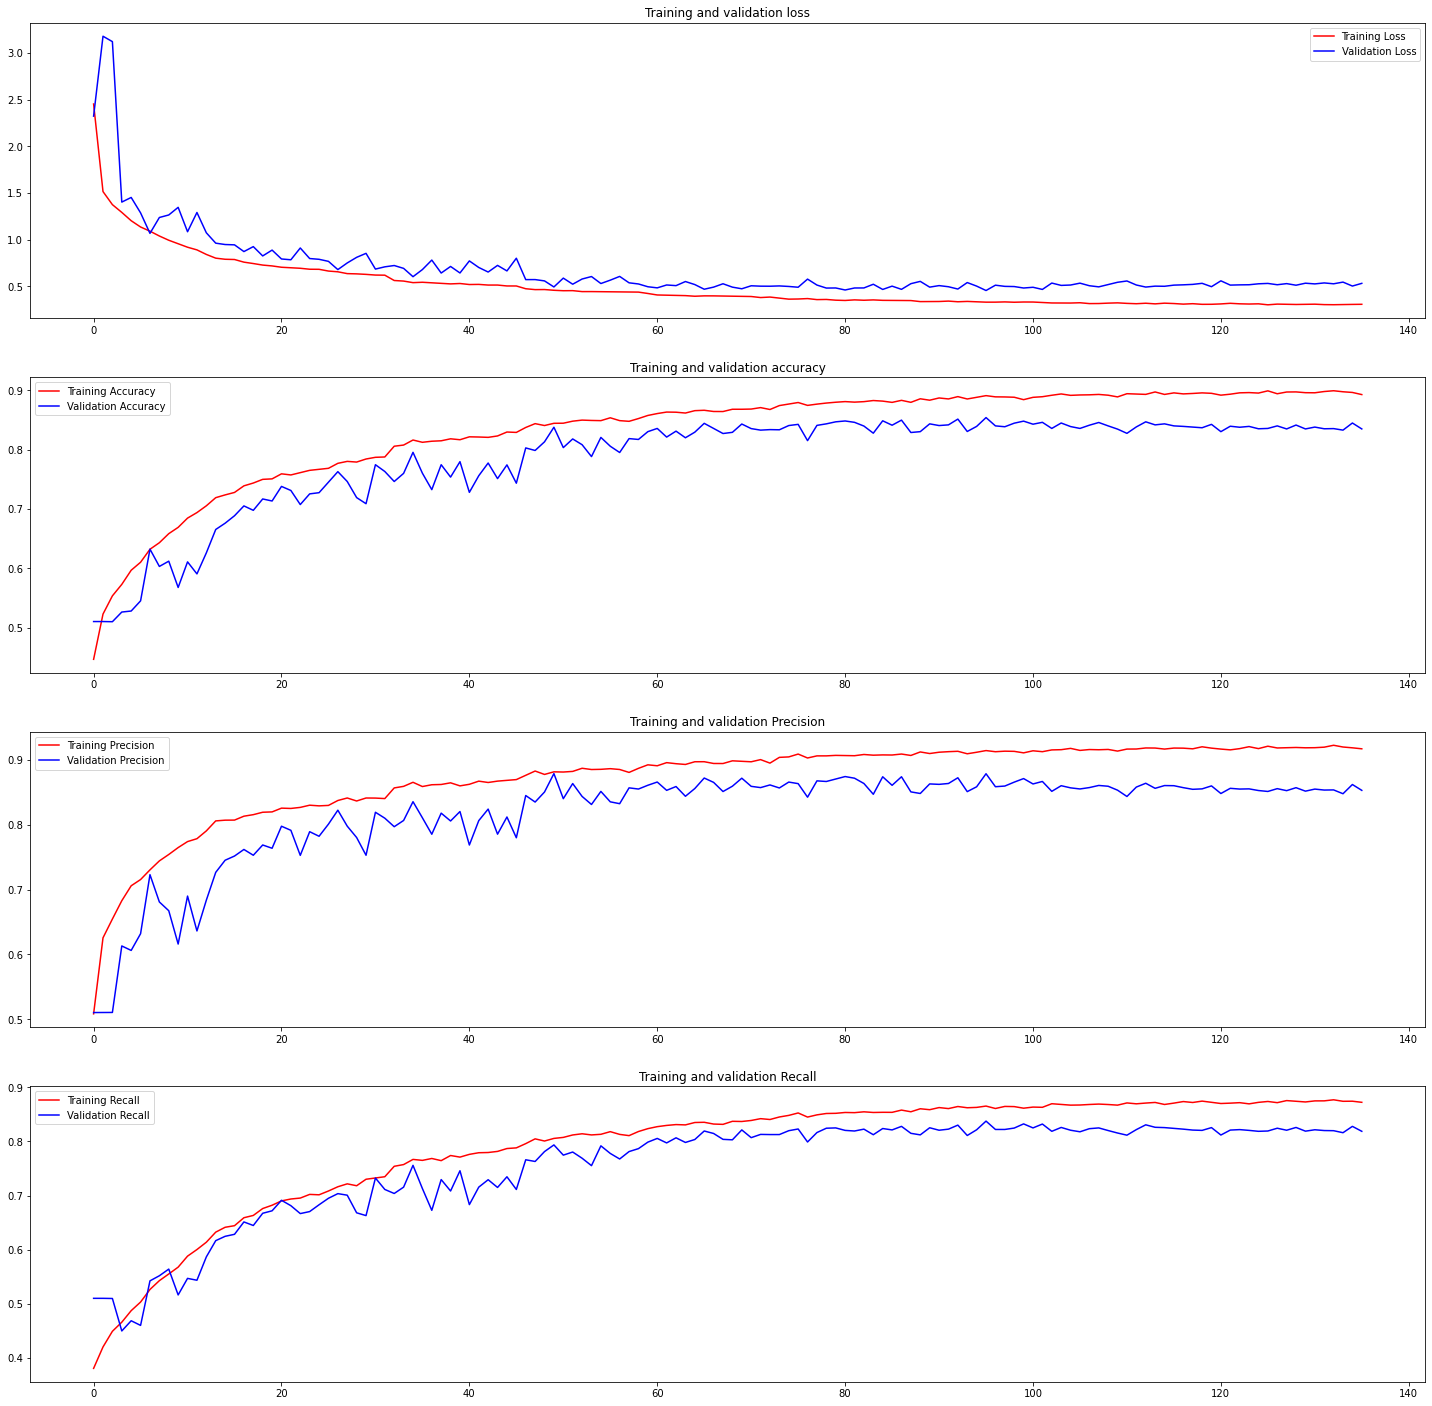 Training and validation loss
Training Loss
Validation Loss
3.0
2.5
2.0
1.5
1.0
0.5
0 20 40 60 80 100 120 140
Training and validation accuracy
Training Accuracy
Validation Accuracy
0.9
0.8
0.7
0.6
0.5
0 20 40 60 80 100 120 140
Training and validation Precision
Training Precision
Validation Precision
0.9
0.8
0.7
0.6
0.5
0 20 40 60 80 100 120 140
Training and validation Recall
Training Recall
Validation Recall
0.9
0.8
0.7
0.6
0.5
0.4
0 20 40 60 80 100 120 140